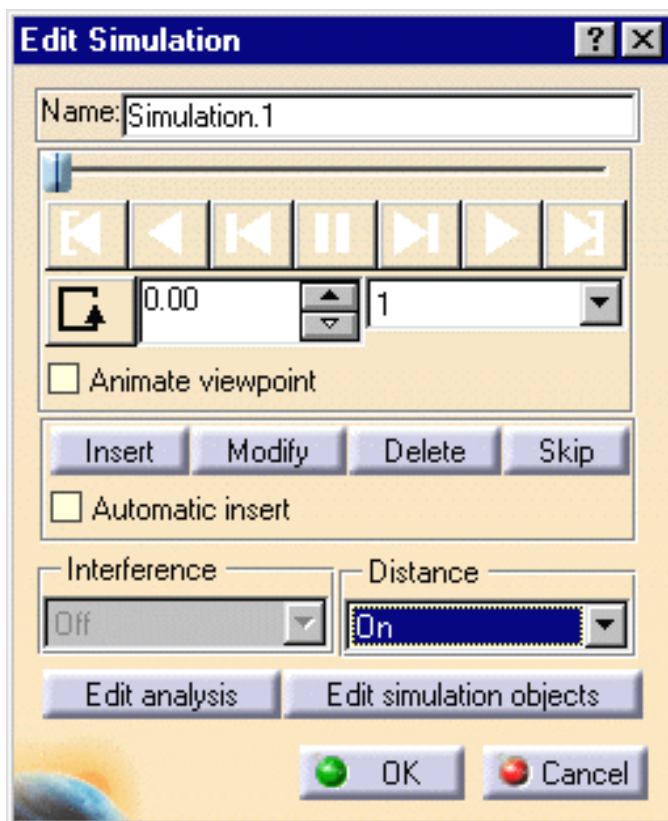 Edit Simulation
Name: Simulation.1
0.00 1
Animate viewpoint
Insert Modify Delete Skip
Automatic insert
Interference Distance
Off On
Edit analysis Edit simulation objects
OK Cancel